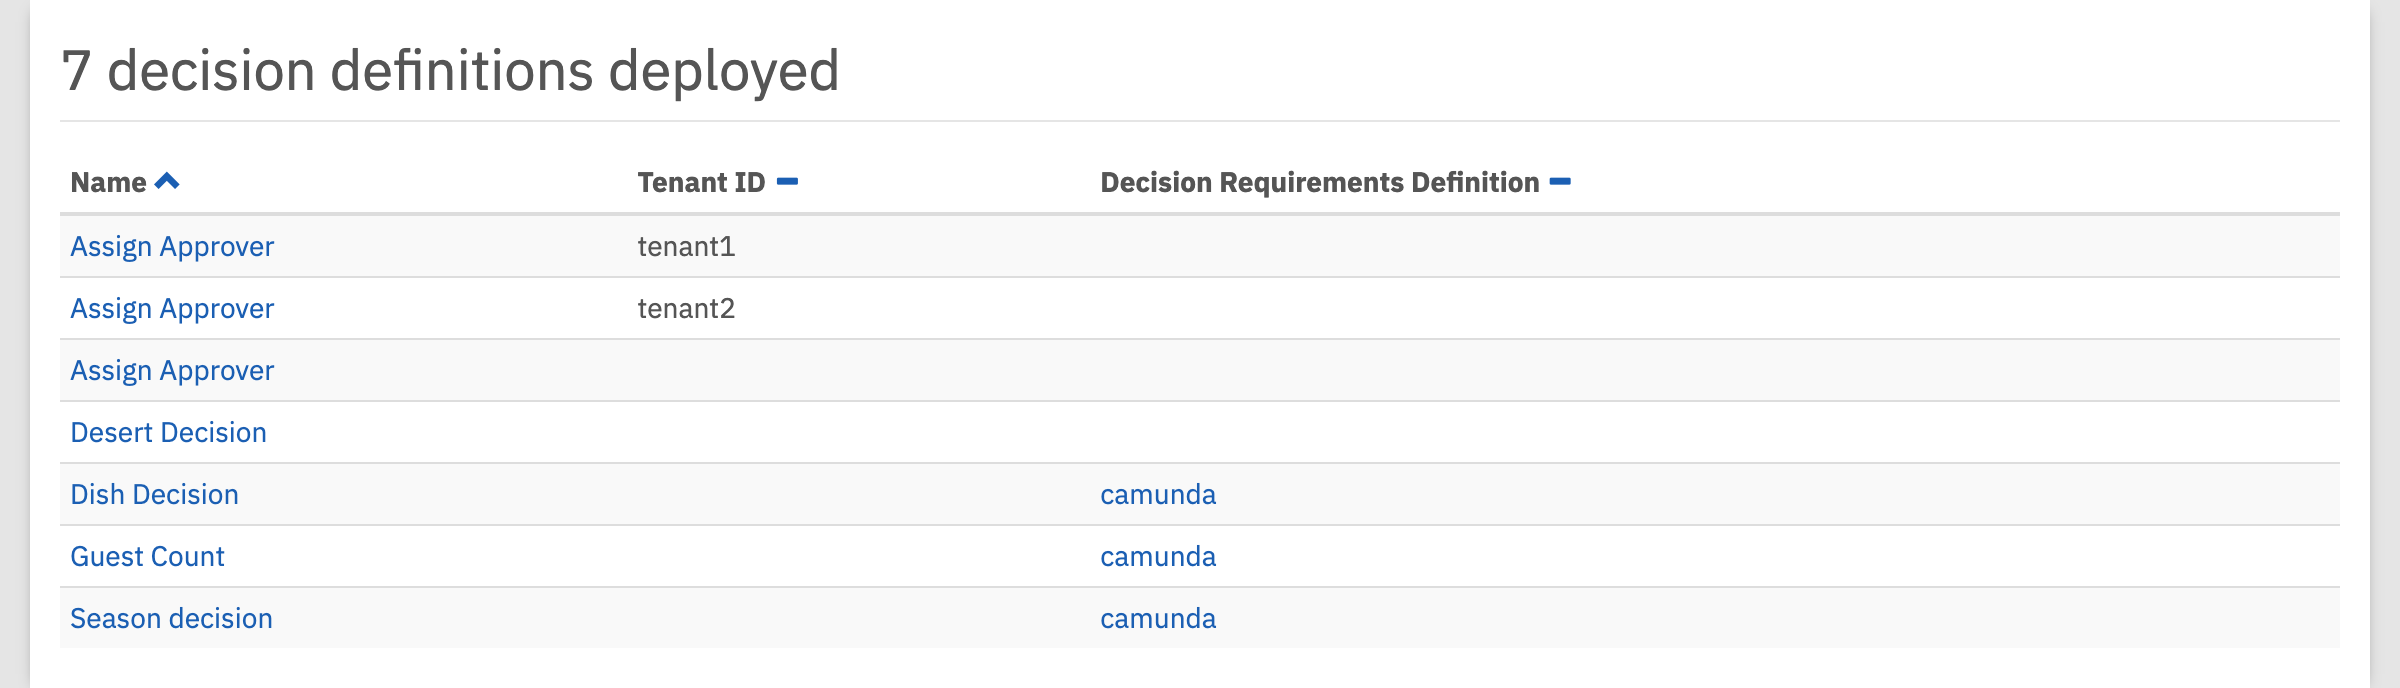 7 decision definitions deployed
Name Tenant ID Decision Requirements Definition
Assign Approver tenant1
Assign Approver tenant2
Assign Approver
Desert Decision
Dish Decision camunda
Guest Count camunda
Season decision camunda